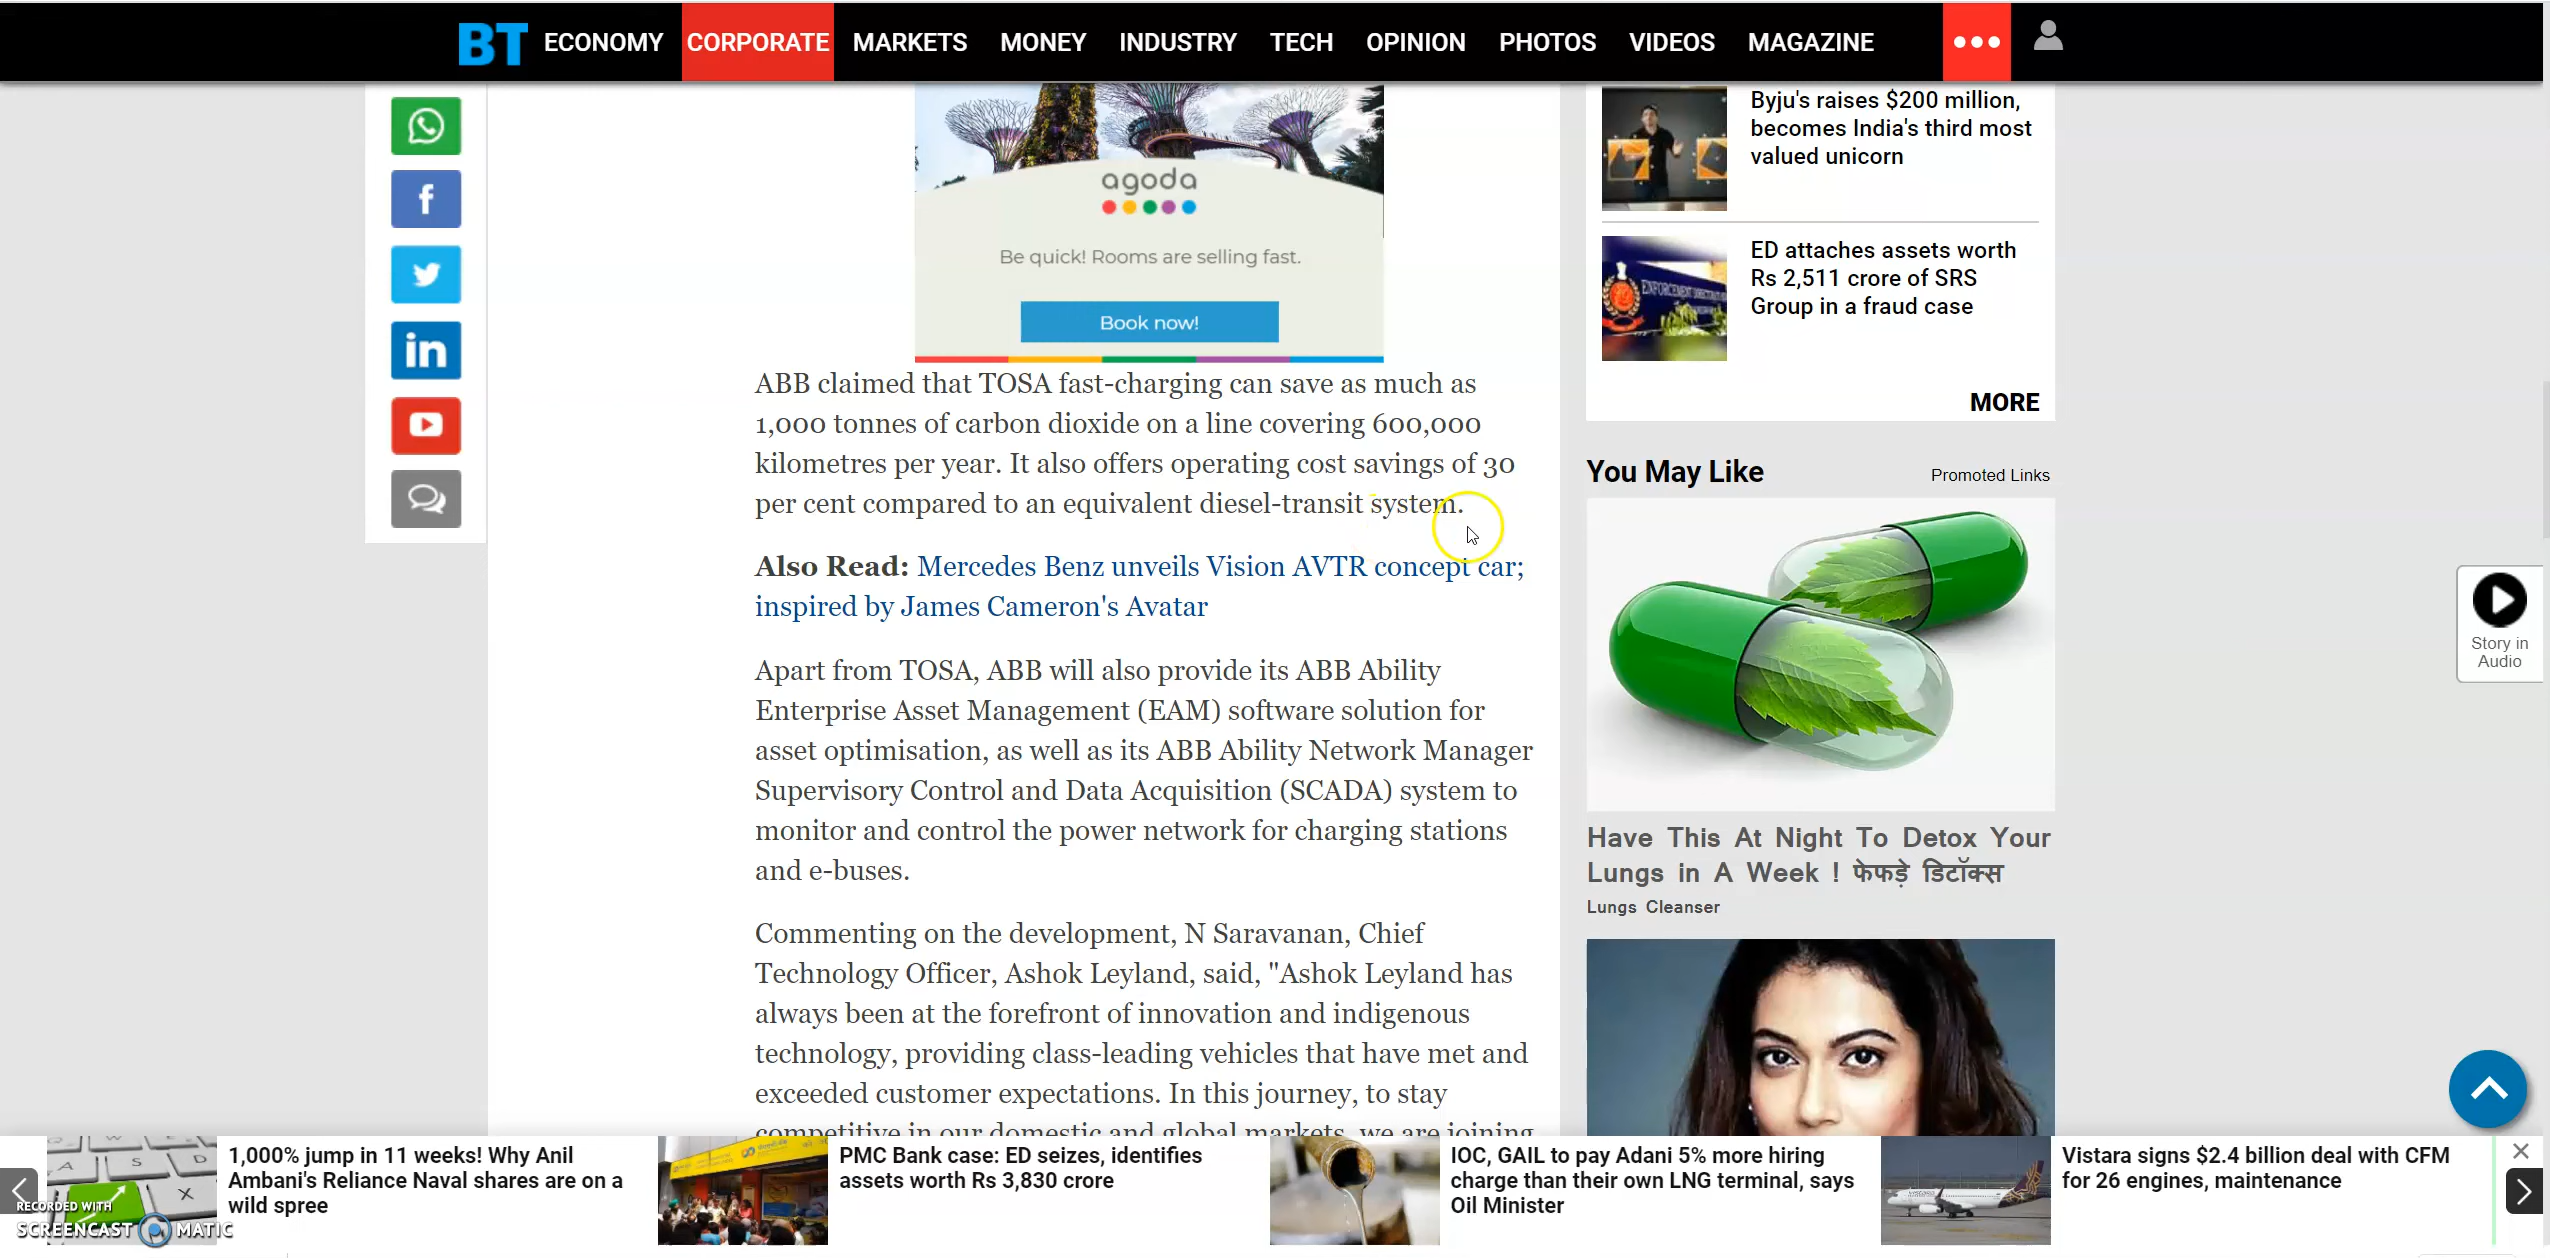 BT ECONOMY CORPORATE MARKETS MONEY INDUSTRY TECH OPINION PHOTOS VIDEOS MAGAZINE
agoda
Be quick! Rooms are selling fast.
Book now!
ABB claimed that TOSA fast-charging can save as much as
1,000 tonnes of carbon dioxide on a line covering 600,000
kilometres per year. It also offers operating cost savings of 30
per cent compared to an equivalent diesel-transit system.
Also Read: Mercedes Benz unveils Vision AVTR concept car;
inspired by James Cameron's Avatar
Apart from TOSA, ABB will also provide its ABB Ability
Enterprise Asset Management (EAM) software solution for
asset optimisation, as well as its ABB Ability Network Manager
Supervisory Control and Data Acquisition (SCADA) system to
monitor and control the power network for charging stations
and e-buses.
Commenting on the development, N Saravanan, Chief
Technology Officer, Ashok Leyland, said, "Ashok Leyland has
always been at the forefront of innovation and indigenous
technology, providing class-leading vehicles that have met and
exceeded customer expectations. In this journey, to stay
competitive in our domestic and global markets, we are joining
Byju's raises $200 million,
becomes India's third most
valued unicorn
ED attaches assets worth
Rs 2,511 crore of SRS
Group in a fraud case
MORE
You May Like
Promoted Links
Have This At Night To Detox Your
Lungs in A Week ! फेफड़े डिटॉक्स
Lungs Cleanser
Story in
Audio
1,000% jump in 11 weeks! Why Anil
Ambani's Reliance Naval shares are on a
wild spree
PMC Bank case: ED seizes, identifies
assets worth Rs 3,830 crore
IOC, GAIL to pay Adani 5% more hiring
charge than their own LNG terminal, says
Oil Minister
Vistara signs $2.4 billion deal with CFM
for 26 engines, maintenance
RECORDED WITH
SCREENCAST MATIC